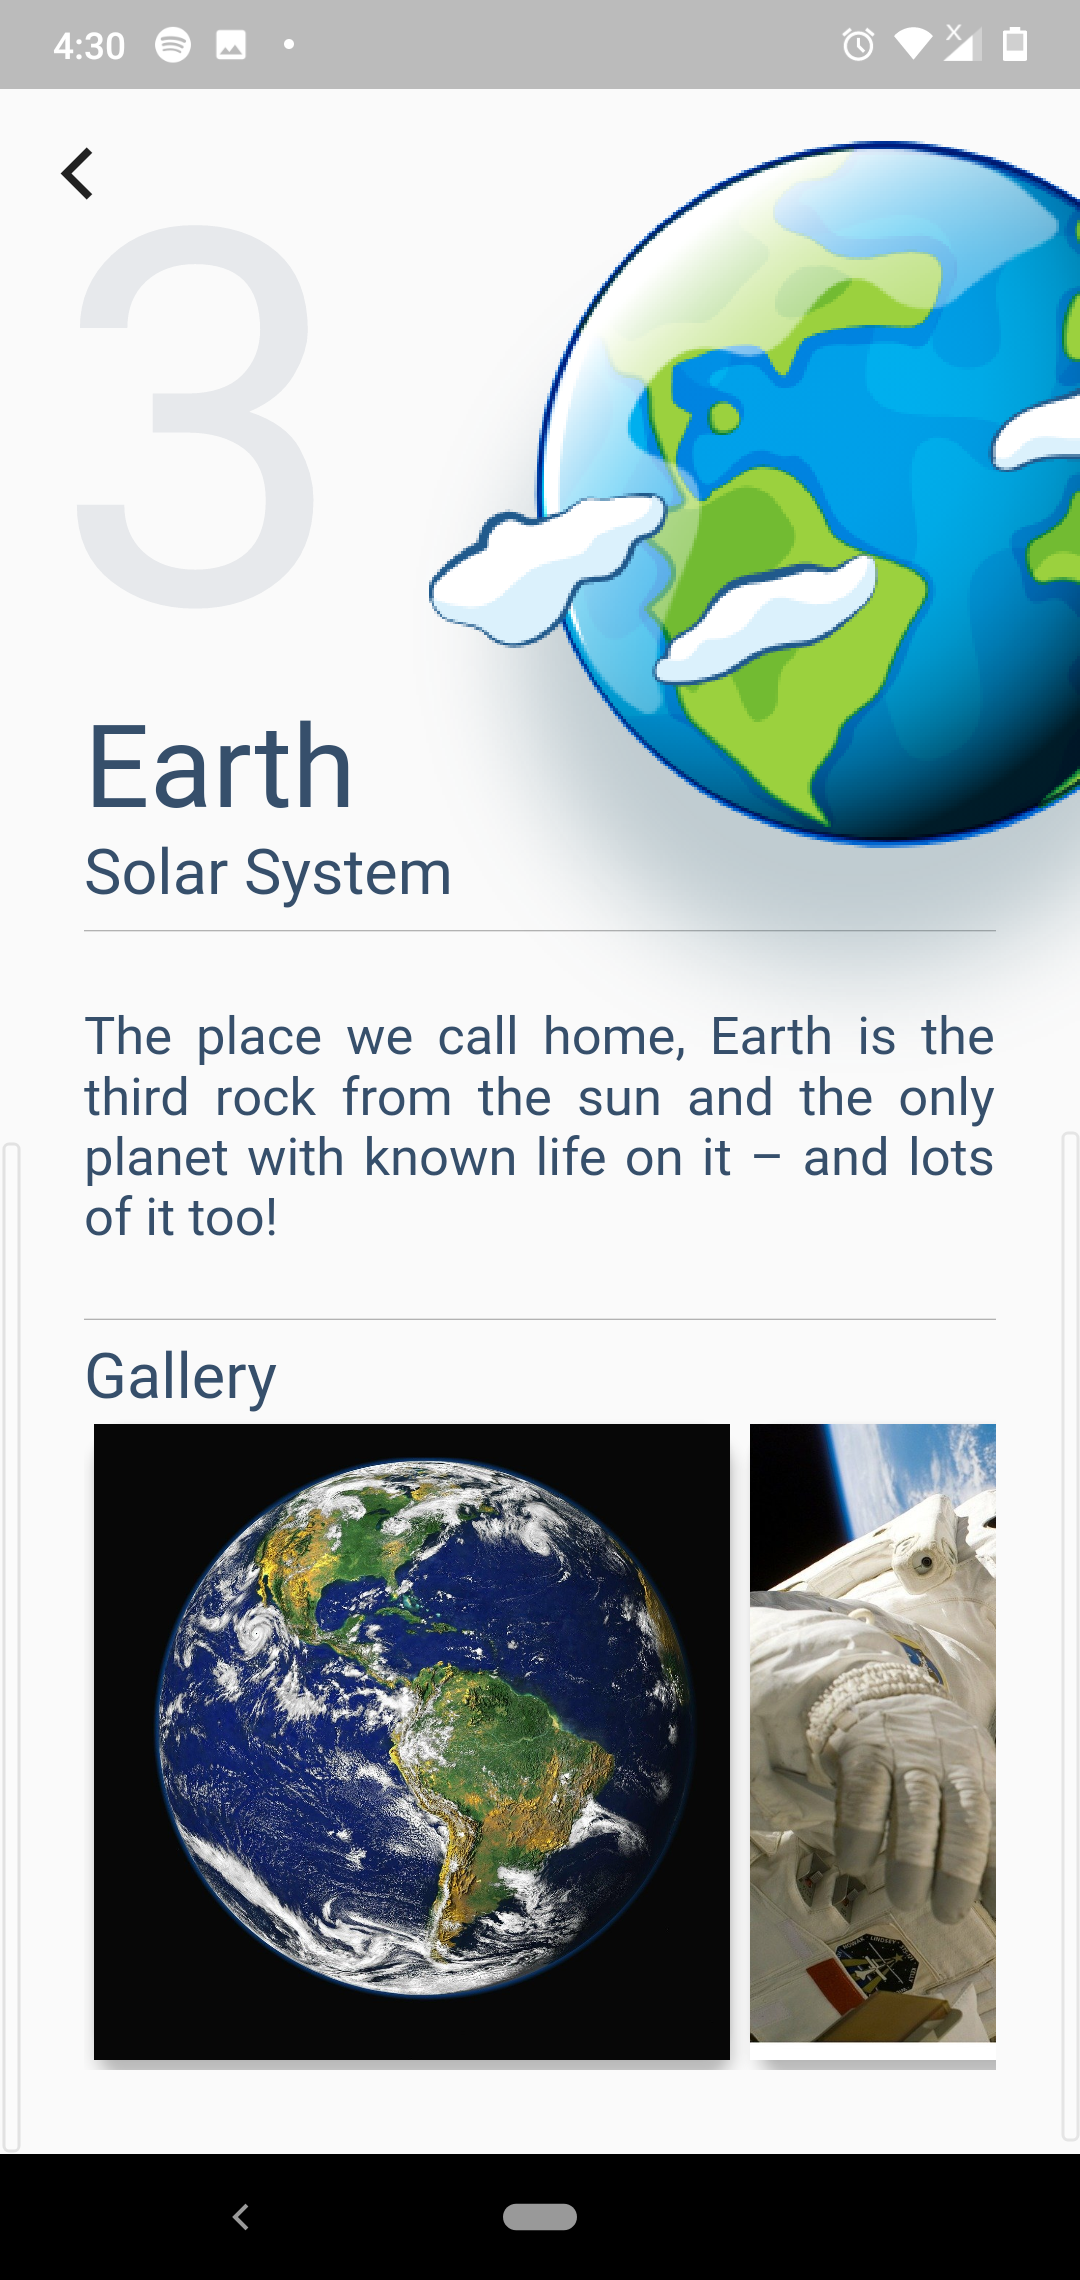 4:30
3
Earth
Solar System
The place we call home, Earth is the
third rock from the sun and the only
planet with known life on it – and lots
of it too!
Gallery